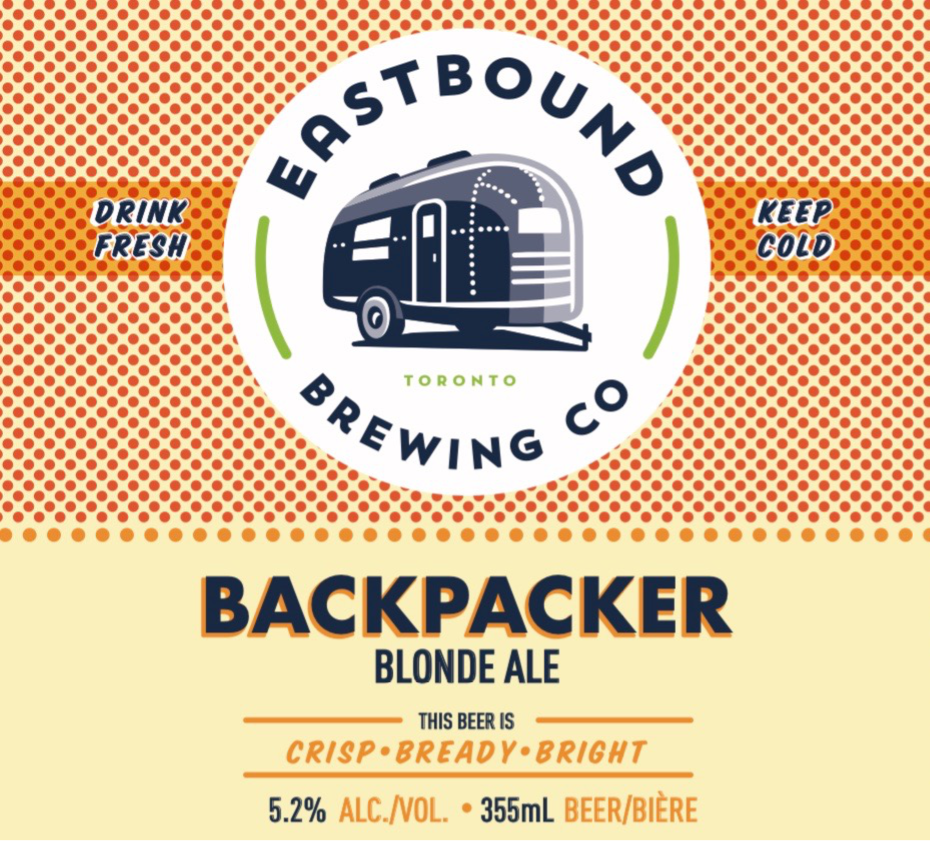 EASTBOUND
DRINK
FRESH
KEEP
COLD
TORONTO
BREWING CO
BACKPACKER
BLONDE ALE
THIS BEER IS
CRISP•BREADY•BRIGHT
5.2% ALC./VOL. • 355mL BEER/BIÈRE